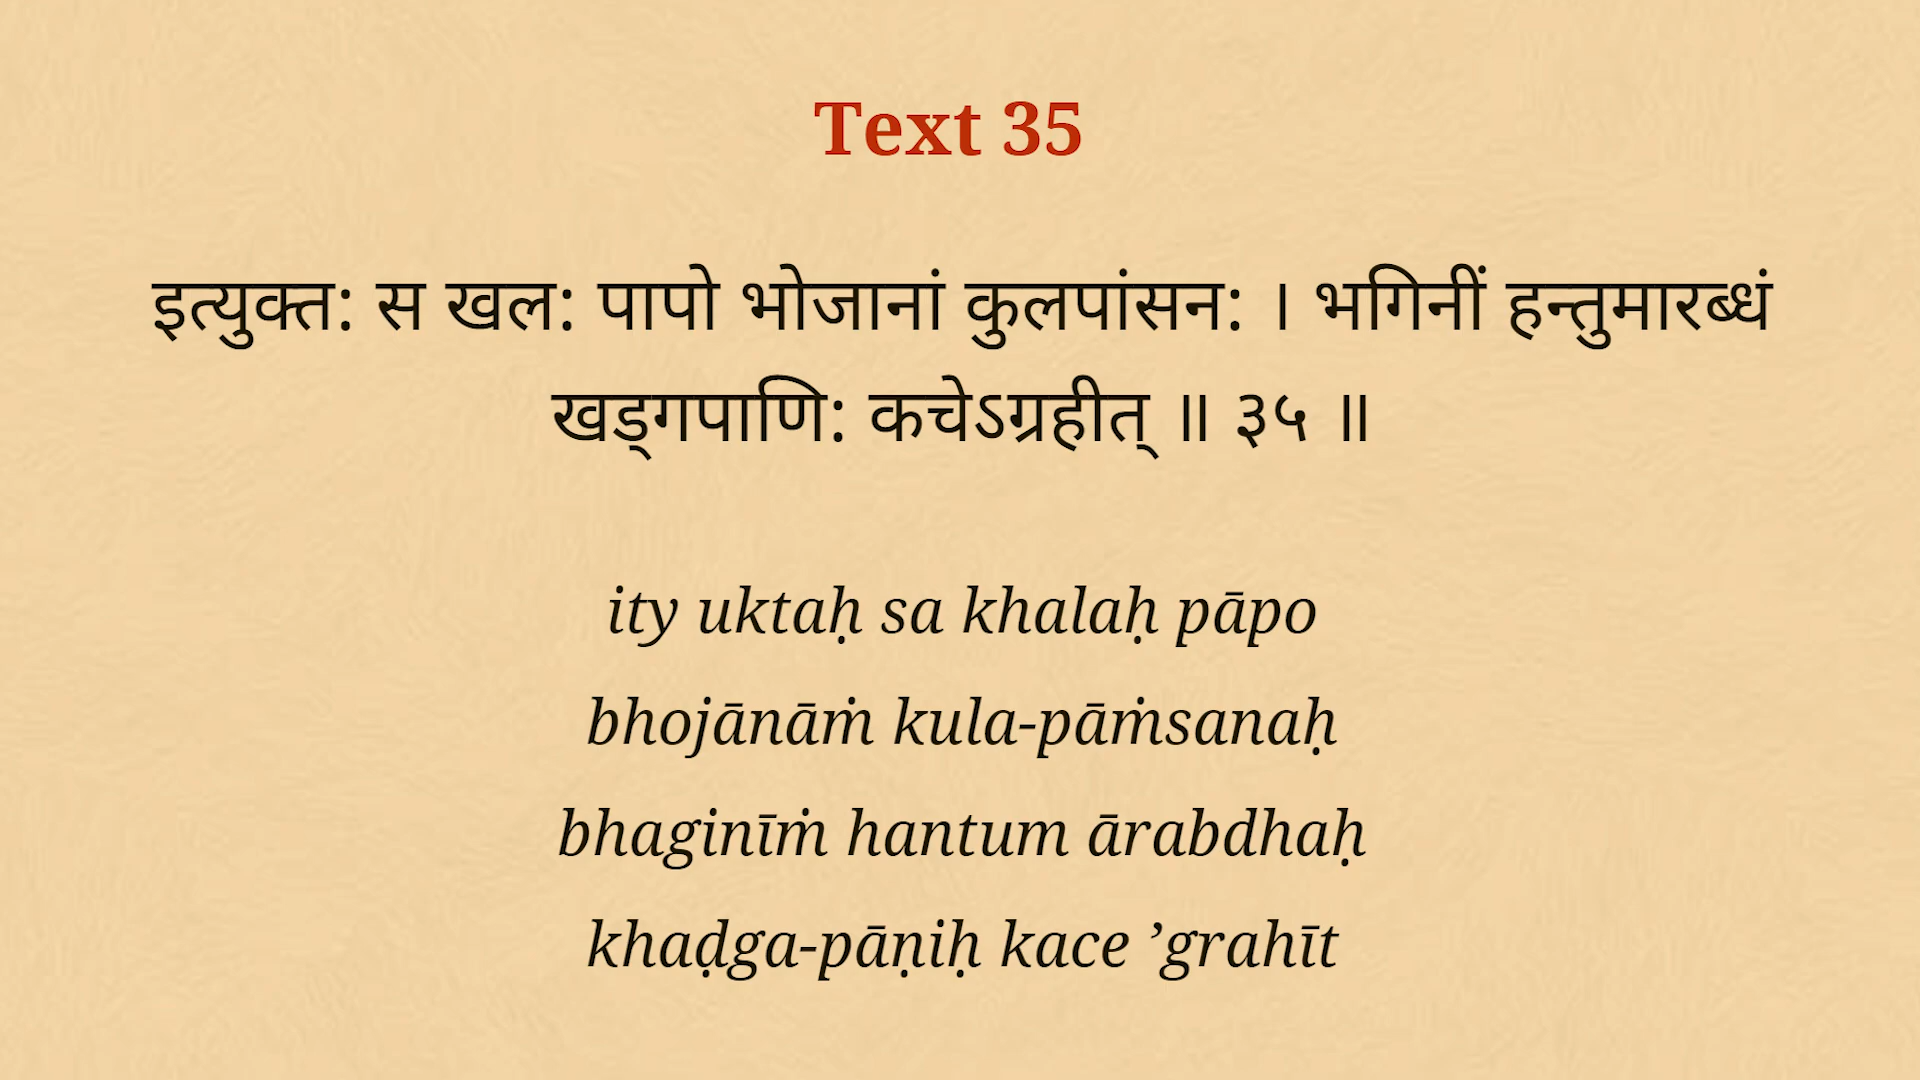 Text 35
इत्युक्त: स खल: पापो भोजानां कुलपांसन: । भगिनीं हन्तुमारब्धं
खड्‍गपाणि: कचेऽग्रहीत् ॥ ३५ ॥
ity uktaḥ sa khalaḥ pāpo
bhojānāṁ kula-pāṁsanaḥ
bhaginīṁ hantum ārabdhaḥ
khaḍga-pāṇiḥ kace ’grahīt